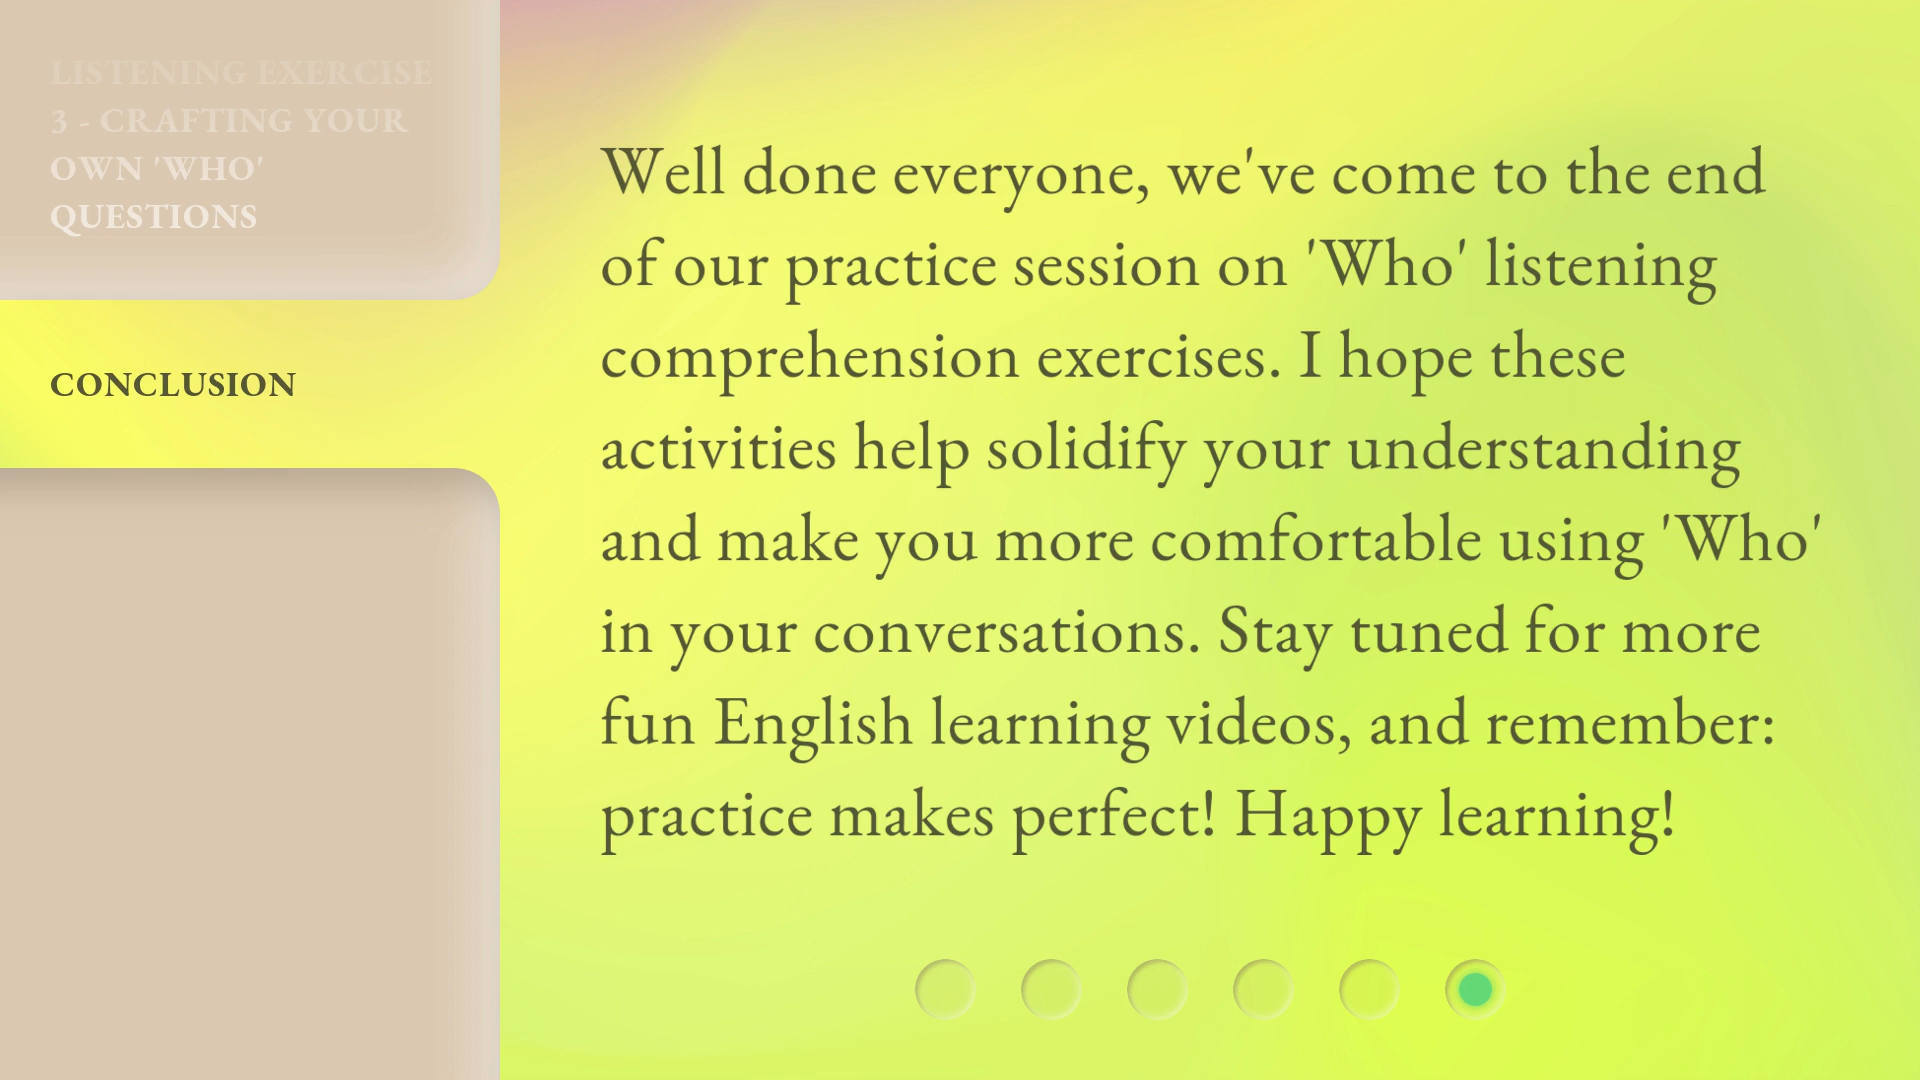 LISTENING EXERCISE
3 - CRAFTING YOUR
OWN 'WHO'
QUESTIONS
CONCLUSION
Well done everyone, we've come to the end
of our practice session on 'Who' listening
comprehension exercises. I hope these
activities help solidify your understanding
and make you more comfortable using 'Who'
in your conversations. Stay tuned for more
fun English learning videos, and remember:
practice makes perfect! Happy learning!